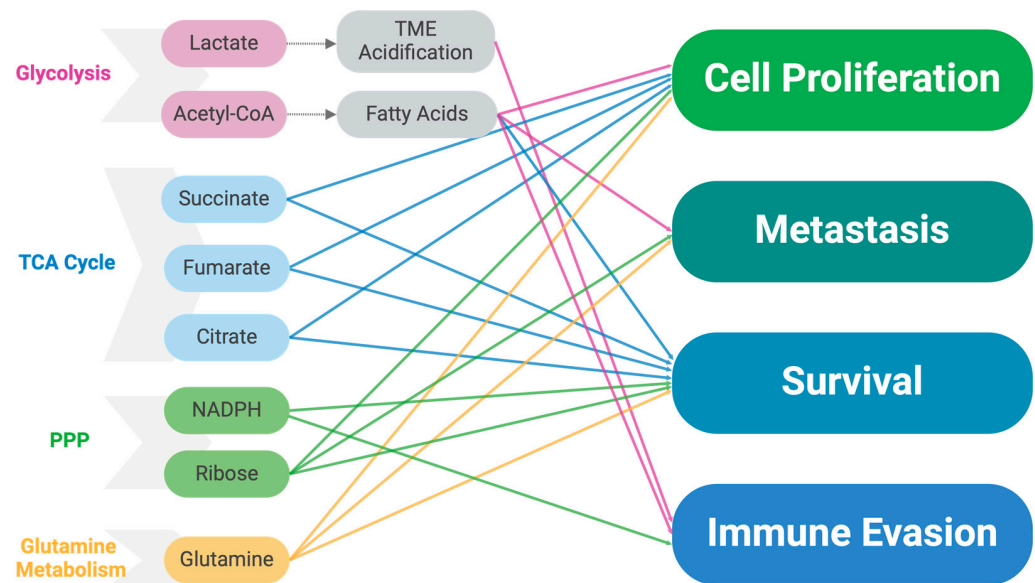 Glycolysis
Lactate
TME
Acidification
Acetyl-CoA
Fatty Acids
TCA Cycle
Succinate
Fumarate
Citrate
PPP
NADPH
Ribose
Glutamine
Metabolism
Glutamine
Cell Proliferation
Metastasis
Survival
Immune Evasion